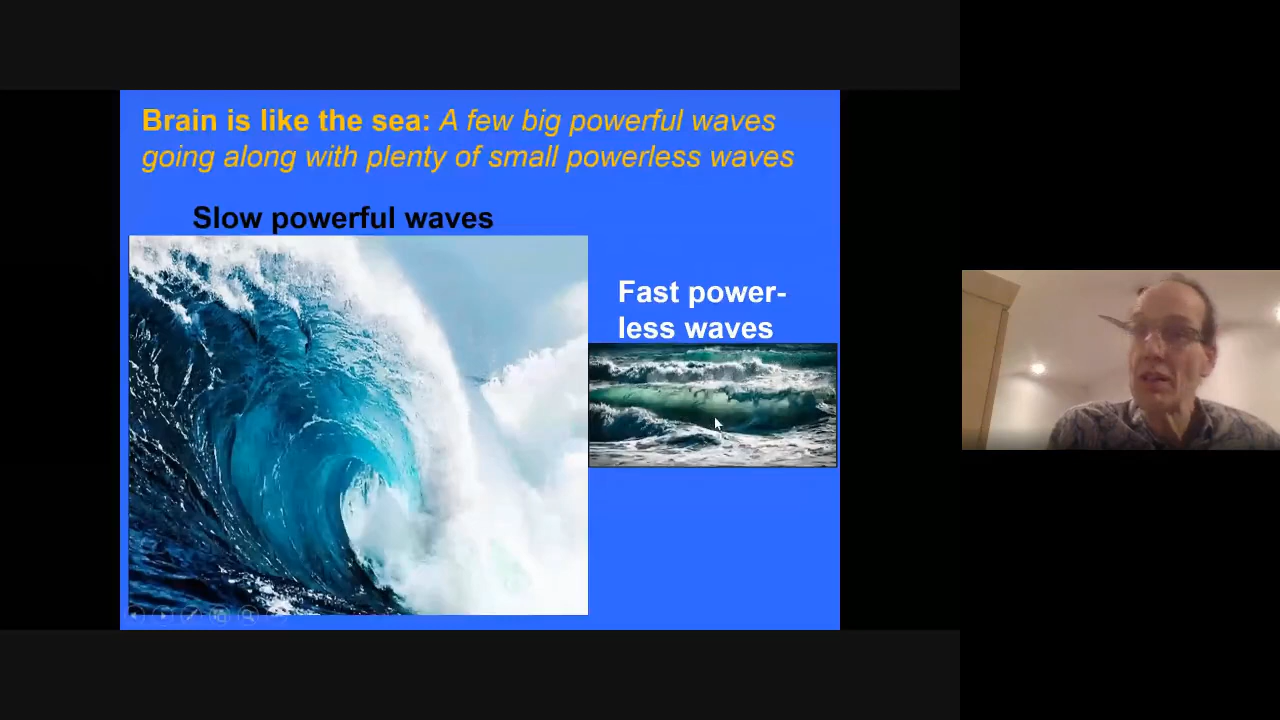 Brain is like the sea: A few big powerful waves
going along with plenty of small powerless waves
Slow powerful waves
Fast power-
less waves